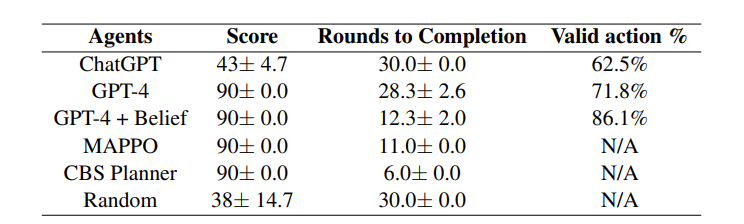 Agents Score Rounds to Completion Valid action %
ChatGPT 43± 4.7 30.0± 0.0 62.5%
GPT-4 90± 0.0 28.3± 2.6 71.8%
GPT-4 + Belief 90± 0.0 12.3± 2.0 86.1%
MAPPO 90± 0.0 11.0± 0.0 N/A
CBS Planner 90± 0.0 6.0± 0.0 N/A
Random 38± 14.7 30.0± 0.0 N/A